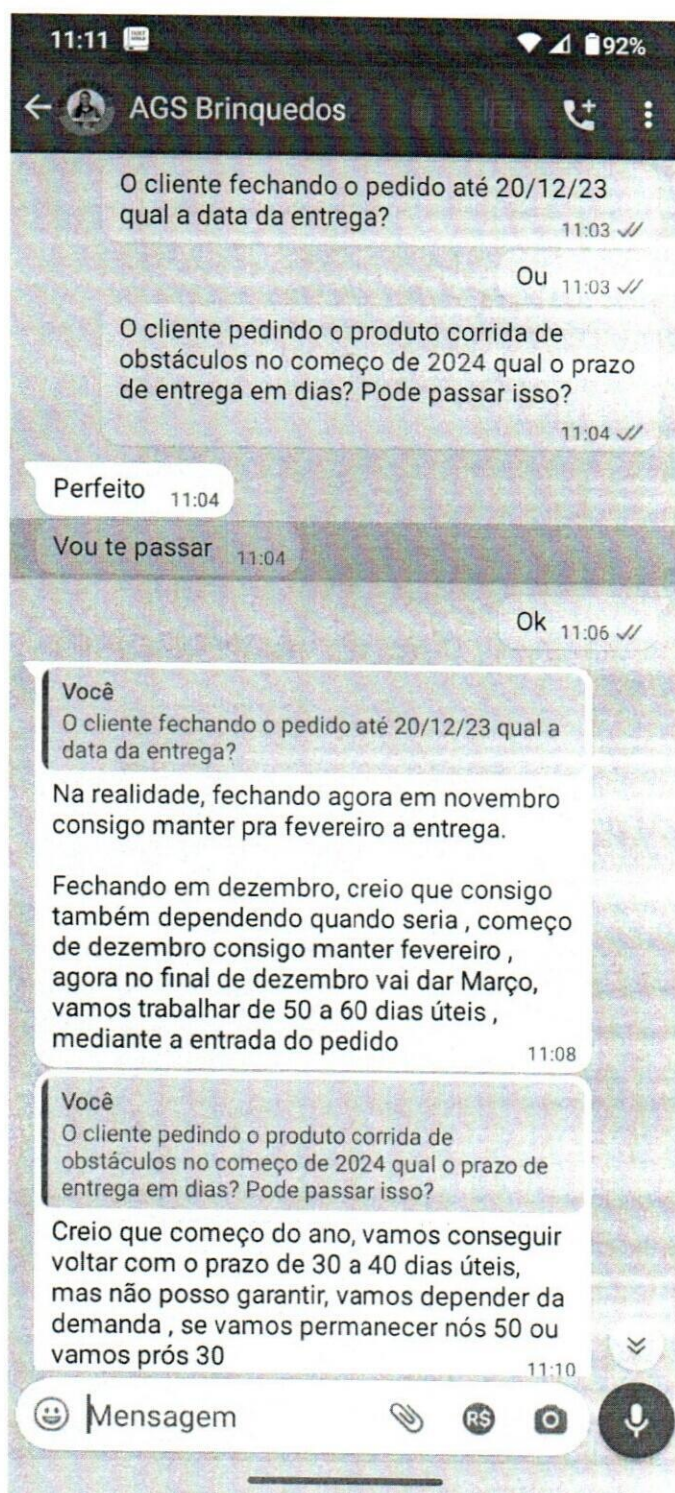 11:11
92%
AGS Brinquedos
O cliente fechando o pedido até 20/12/23
qual a data da entrega?
11:03
Ou 11:03
O cliente pedindo o produto corrida de
obstáculos no começo de 2024 qual o prazo
de entrega em dias? Pode passar isso?
11:04
Perfeito 11:04
Vou te passar 11:04
Ok 11:06
Você
O cliente fechando o pedido até 20/12/23 qual a
data da entrega?
Na realidade, fechando agora em novembro
consigo manter pra fevereiro a entrega.
Fechando em dezembro, creio que consigo
também dependendo quando seria , começo
de dezembro consigo manter fevereiro ,
agora no final de dezembro vai dar Março,
vamos trabalhar de 50 a 60 dias úteis ,
mediante a entrada do pedido
11:08
Você
O cliente pedindo o produto corrida de
obstáculos no começo de 2024 qual o prazo de
entrega em dias? Pode passar isso?
Creio que começo do ano, vamos conseguir
voltar com o prazo de 30 a 40 dias úteis,
mas não posso garantir, vamos depender da
demanda , se vamos permanecer nós 50 ou
vamos prós 30
11:10
Mensagem
R$